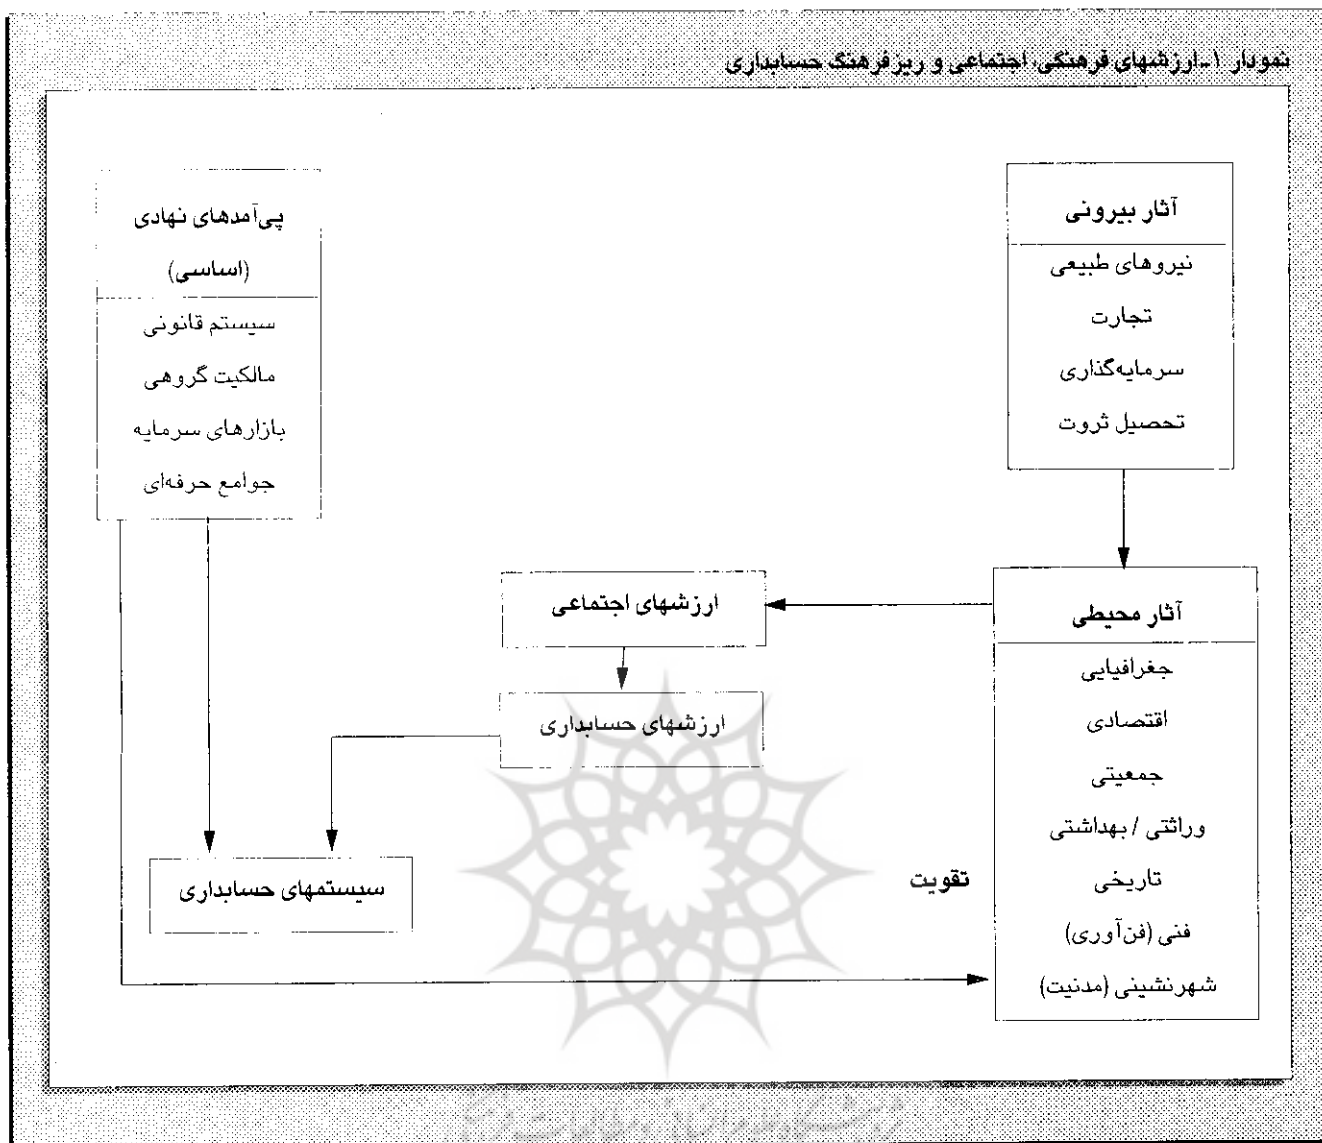 نمودار ۱ـ ارزشهای فرهنگی، اجتماعی و ریزفرهنگ حسابداری
آثار بیرونی
نیروهای طبیعی
تجارت
سرمایه‌گذاری
تحصیل ثروت
پی‌آمدهای نهادی
(اساسی)
سیستم قانونی
مالکیت گروهی
بازارهای سرمایه
جوامع حرفه‌ای
آثار محیطی
جغرافیایی
اقتصادی
جمعیتی
وراثتی / بهداشتی
تاریخی
فنی (فن‌آوری)
شهرنشینی (مدنیت)
ارزشهای اجتماعی
ارزشهای حسابداری
تقویت
سیستمهای حسابداری